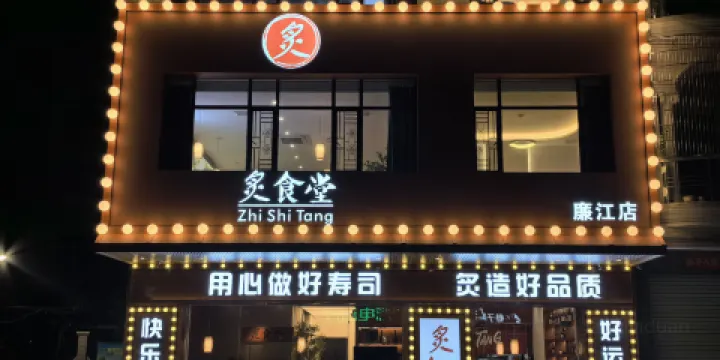 炙
炙食堂
Zhi Shi Tang
廉江店
用心做好寿司 炙造好品质
快乐
炙
TANG
好运